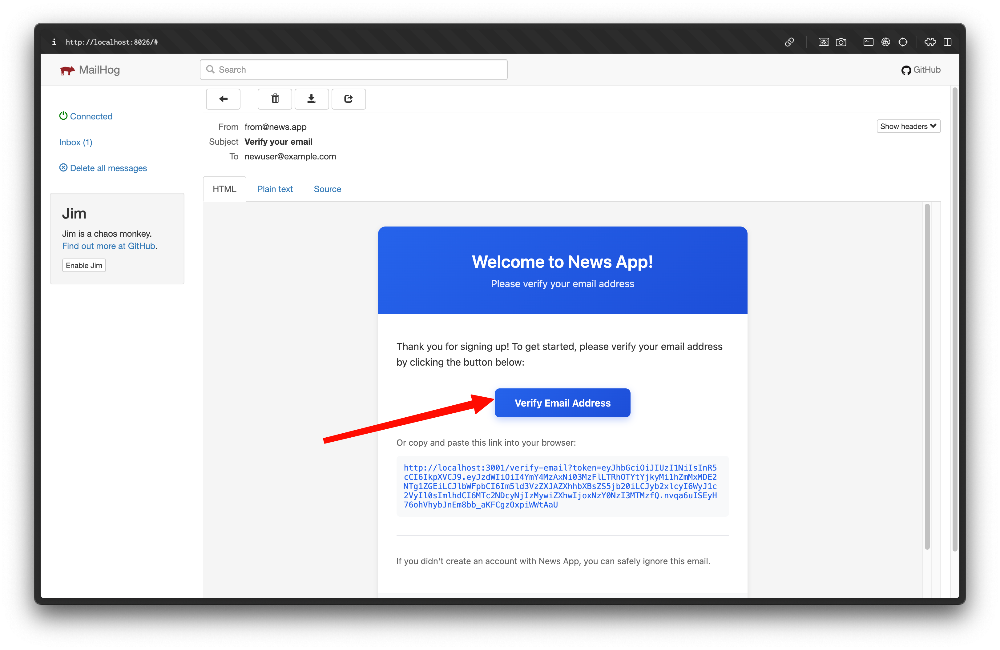 http://localhost:8026/#
MailHog
Search
GitHub
Connected
Inbox (1)
Delete all messages
Jim
Jim is a chaos monkey.
Find out more at GitHub.
Enable Jim
From from@news.app
Show headers
Subject Verify your email
To newuser@example.com
HTML Plain text Source
Welcome to News App!
Please verify your email address
Thank you for signing up! To get started, please verify your email address
by clicking the button below:
Verify Email Address
Or copy and paste this link into your browser:
http://localhost:3001/verify-email?token=eyJhbGciOiJIUzI1NiIsInR5
cCI6IkpXVCJ9.eyJzdWIiOiI4YmY4MzAxNi03MzFlLTRhOTYtYjkyMi1hZmMxMDE2
NTg1ZGEiLCJlbWFpbCI6Im5ld3VzZXJAZXhhbXBsZS5jb20iLCJyb2xlcyI6WyJ1c
2VyIl0sImlhdCI6MTc2NDcyNjIzMywiZXhwIjoxNzY0NzI3MTMzfQ.nvqa6uISEyH
76ohVhybJnEm8bb_aKFCgzOxpiWWtAaU
If you didn't create an account with News App, you can safely ignore this email.